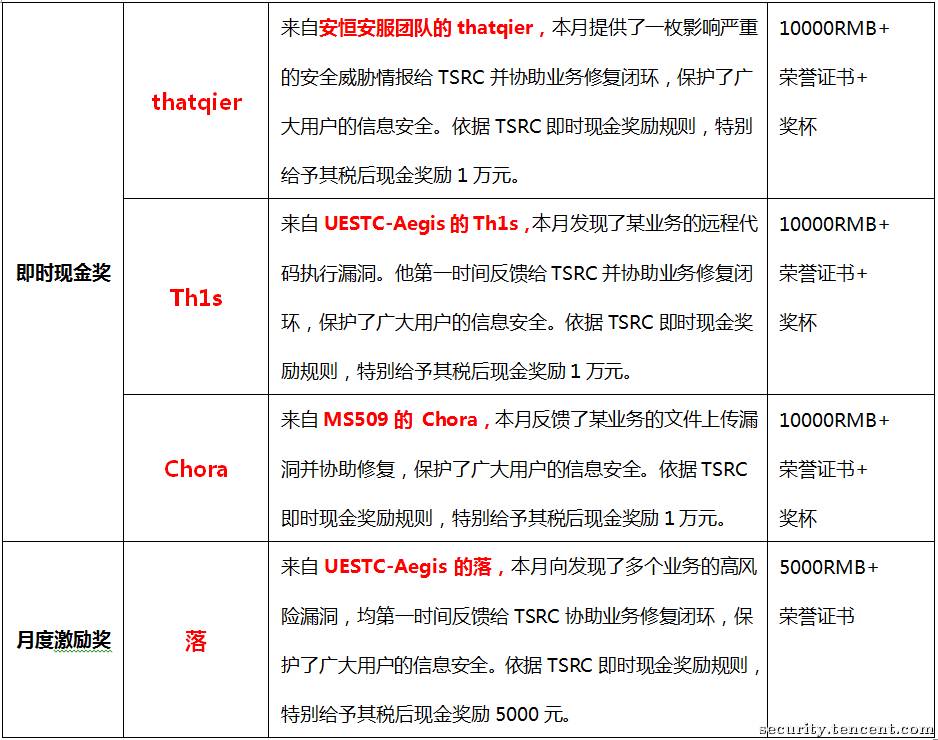 即时现金奖
thatqier
来自安恒安服团队的 thatqier，本月提供了一枚影响严重
的安全威胁情报给 TSRC 并协助业务修复闭环，保护了广
大用户的信息安全。依据 TSRC 即时现金奖励规则，特别
给予其税后现金奖励 1 万元。
10000RMB+
荣誉证书+
奖杯
Th1s
来自 UESTC-Aegis 的 Th1s，本月发现了某业务的远程代
码执行漏洞。他第一时间反馈给 TSRC 并协助业务修复闭
环，保护了广大用户的信息安全。依据 TSRC 即时现金奖
励规则，特别给予其税后现金奖励 1 万元。
10000RMB+
荣誉证书+
奖杯
Chora
来自 MS509 的 Chora，本月反馈了某业务的文件上传漏
洞并协助修复，保护了广大用户的信息安全。依据 TSRC
即时现金奖励规则，特别给予其税后现金奖励 1 万元。
10000RMB+
荣誉证书+
奖杯
月度激励奖
落
来自 UESTC-Aegis 的落，本月向发现了多个业务的高风
险漏洞，均第一时间反馈给 TSRC 协助业务修复闭环，保
护了广大用户的信息安全。依据 TSRC 即时现金奖励规则，
特别给予其税后现金奖励 5000 元。
5000RMB+
荣誉证书
security.tencent.com